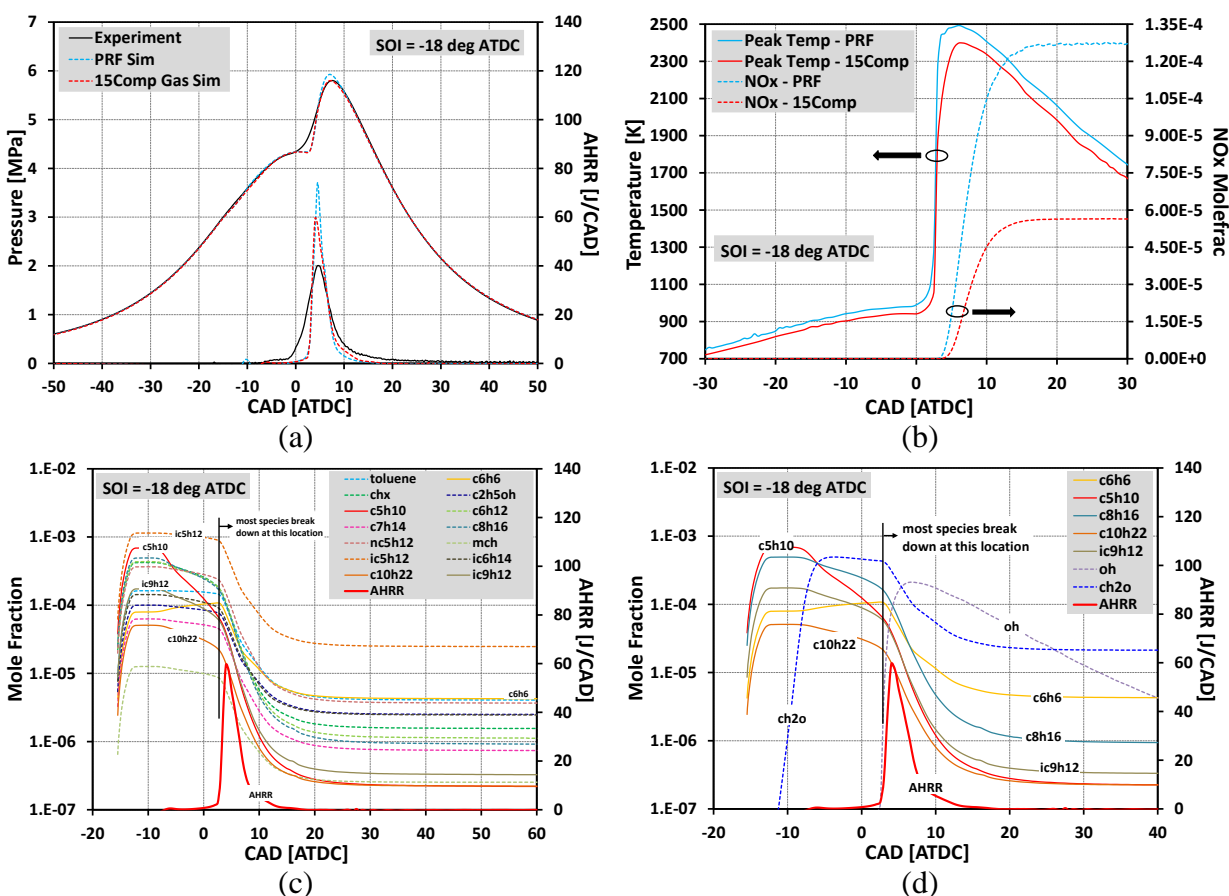 7
6
5
4
3
2
1
0
Pressure [MPa]
Experiment
PRF Sim
15Comp Gas Sim
SOI = -18 deg ATDC
140
120
100
80
60
40
20
0
AHRR [J/CAD]
-50 -40 -30 -20 -10 0 10 20 30 40 50
CAD [ATDC]
(a)
2500
2300
2100
1900
1700
1500
1300
1100
900
700
Temperature [K]
Peak Temp - PRF
Peak Temp - 15Comp
NOx - PRF
NOx - 15Comp
SOI = -18 deg ATDC
1.35E-4
1.20E-4
1.05E-4
9.00E-5
7.50E-5
6.00E-5
4.50E-5
3.00E-5
1.50E-5
0.00E+0
NOx Molefrac
-30 -20 -10 0 10 20 30
CAD [ATDC]
(b)
1.E-02
1.E-03
1.E-04
1.E-05
1.E-06
1.E-07
Mole Fraction
SOI = -18 deg ATDC
toluene c6h6
chx c2h5oh
c5h10 c6h12
c7h14 c8h16
nc5h12 mch
ic5h12 ic6h14
c10h22 ic9h12
AHRR
most species break
down at this location
ic5h12
c5h10
ic9h12
c10h22
c6h6
AHRR
140
120
100
80
60
40
20
0
AHRR [J/CAD]
-20 -10 0 10 20 30 40 50 60
CAD [ATDC]
(c)
1.E-02
1.E-03
1.E-04
1.E-05
1.E-06
1.E-07
Mole Fraction
SOI = -18 deg ATDC
c6h6
c5h10
c8h16
c10h22
ic9h12
oh
ch2o
AHRR
most species break
down at this location
c5h10
oh
c10h22
c6h6
ch2o
c8h16
ic9h12
AHRR
140
120
100
80
60
40
20
0
AHRR [J/CAD]
-20 -10 0 10 20 30 40
CAD [ATDC]
(d)